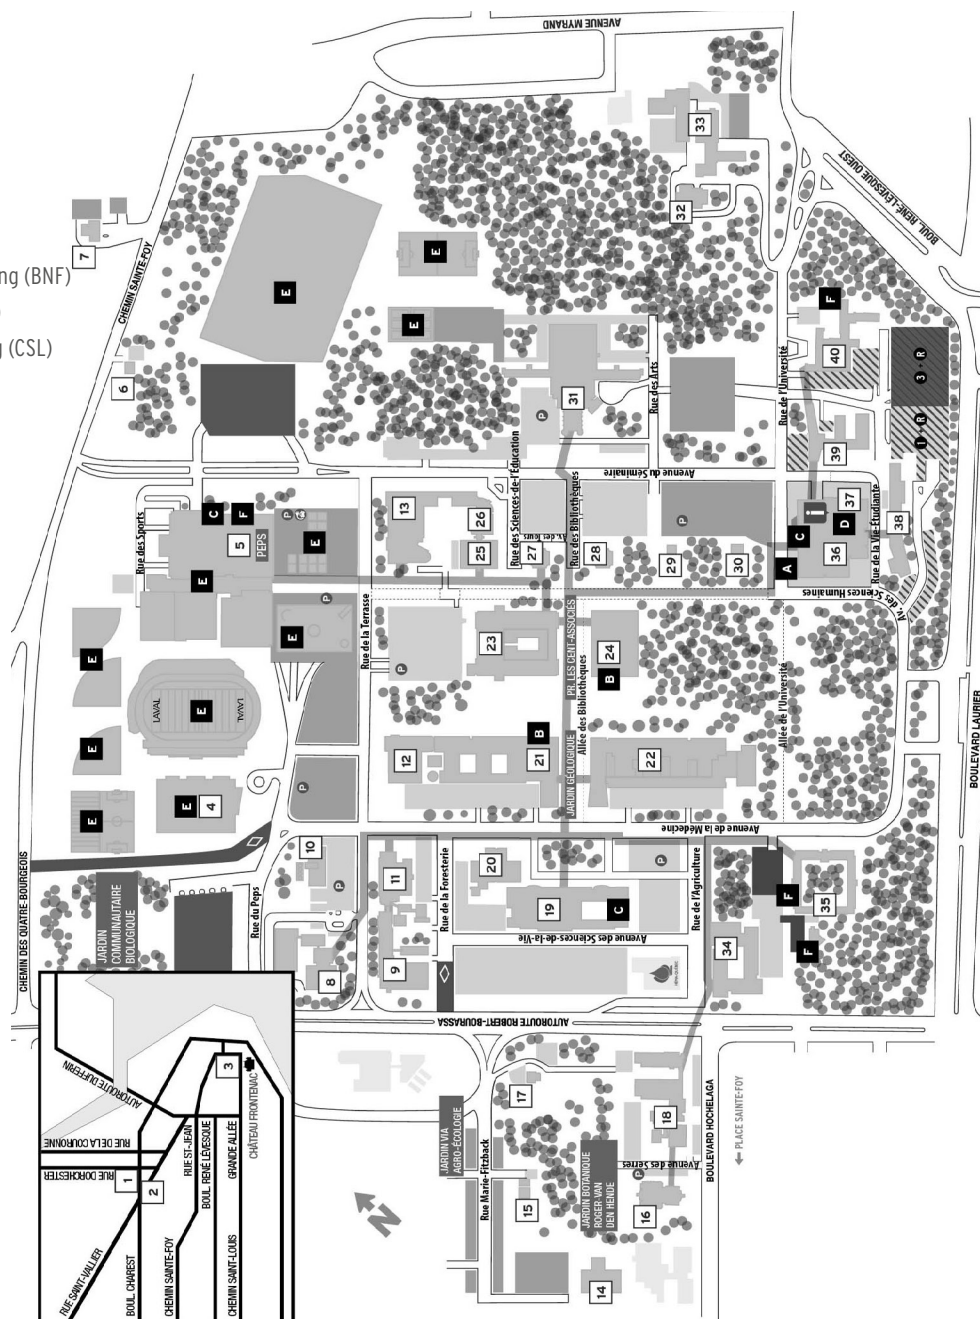 AVENUE MYRAND
7
CHEMIN SAINTE-FOY
33
32
BOUL. RENÉ-LÉVESQUE OUEST
ng (BNF)
g (CSL)
E
E
E
6
F
40
3 + R
1 + R
Rue de l'Université
Rue des Arts
31
P
Avenue du Séminaire
39
Rue des Sports
C
F
5
PEPS
P
E
E
13
26
25
Rue des Sciences-de-l'Éducation
Av. des Tours
27
Rue des Bibliothèques
28
29
30
P
i
37
D
C
A
36
38
Rue de la Vie-Étudiante
Av. des Sciences Humaines
E
E
P
Rue de la Terrasse
P
23
PR. LES CENT-ASSOCIÉS
24
B
Allée des Bibliothèques
Allée de l'Université
E
LAVAL
E
LAVAL
12
B
21
JARDIN GÉOLOGIQUE
22
E
E
4
P
Avenue de la Médecine
BOULEVARD LAURIER
CHEMIN DES QUATRE-BOURGEOIS
JARDIN
COMMUNAUTAIRE
BIOLOGIQUE
Rue du Peps
10
P
11
Rue de la Foresterie
20
19
C
P
Rue de l'Agriculture
F
35
F
34
8
9
Avenue des Sciences-de-la-Vie
AUTOROUTE ROBERT-BOURASSA
AUTOROUTE DUFFERIN
RUE DE LA COURONNE
RUE DORCHESTER
1
2
3
CHÂTEAU FRONTENAC
RUE ST-JEAN
BOUL. RENÉ LÉVESQUE
GRANDE ALLÉE
RUE SAINT-VALLIER
BOUL. CHAREST
CHEMIN SAINTE-FOY
CHEMIN SAINT-LOUIS
N
JARDIN VIA
AGRO-ÉCOLOGIE
Rue Marie-Fitzback
17
15
JARDIN BOTANIQUE
ROGER-VAN
DEN HENDE
P
Avenue des Serres
18
16
14
BOULEVARD HOCHELAGA
← PLACE SAINTE-FOY